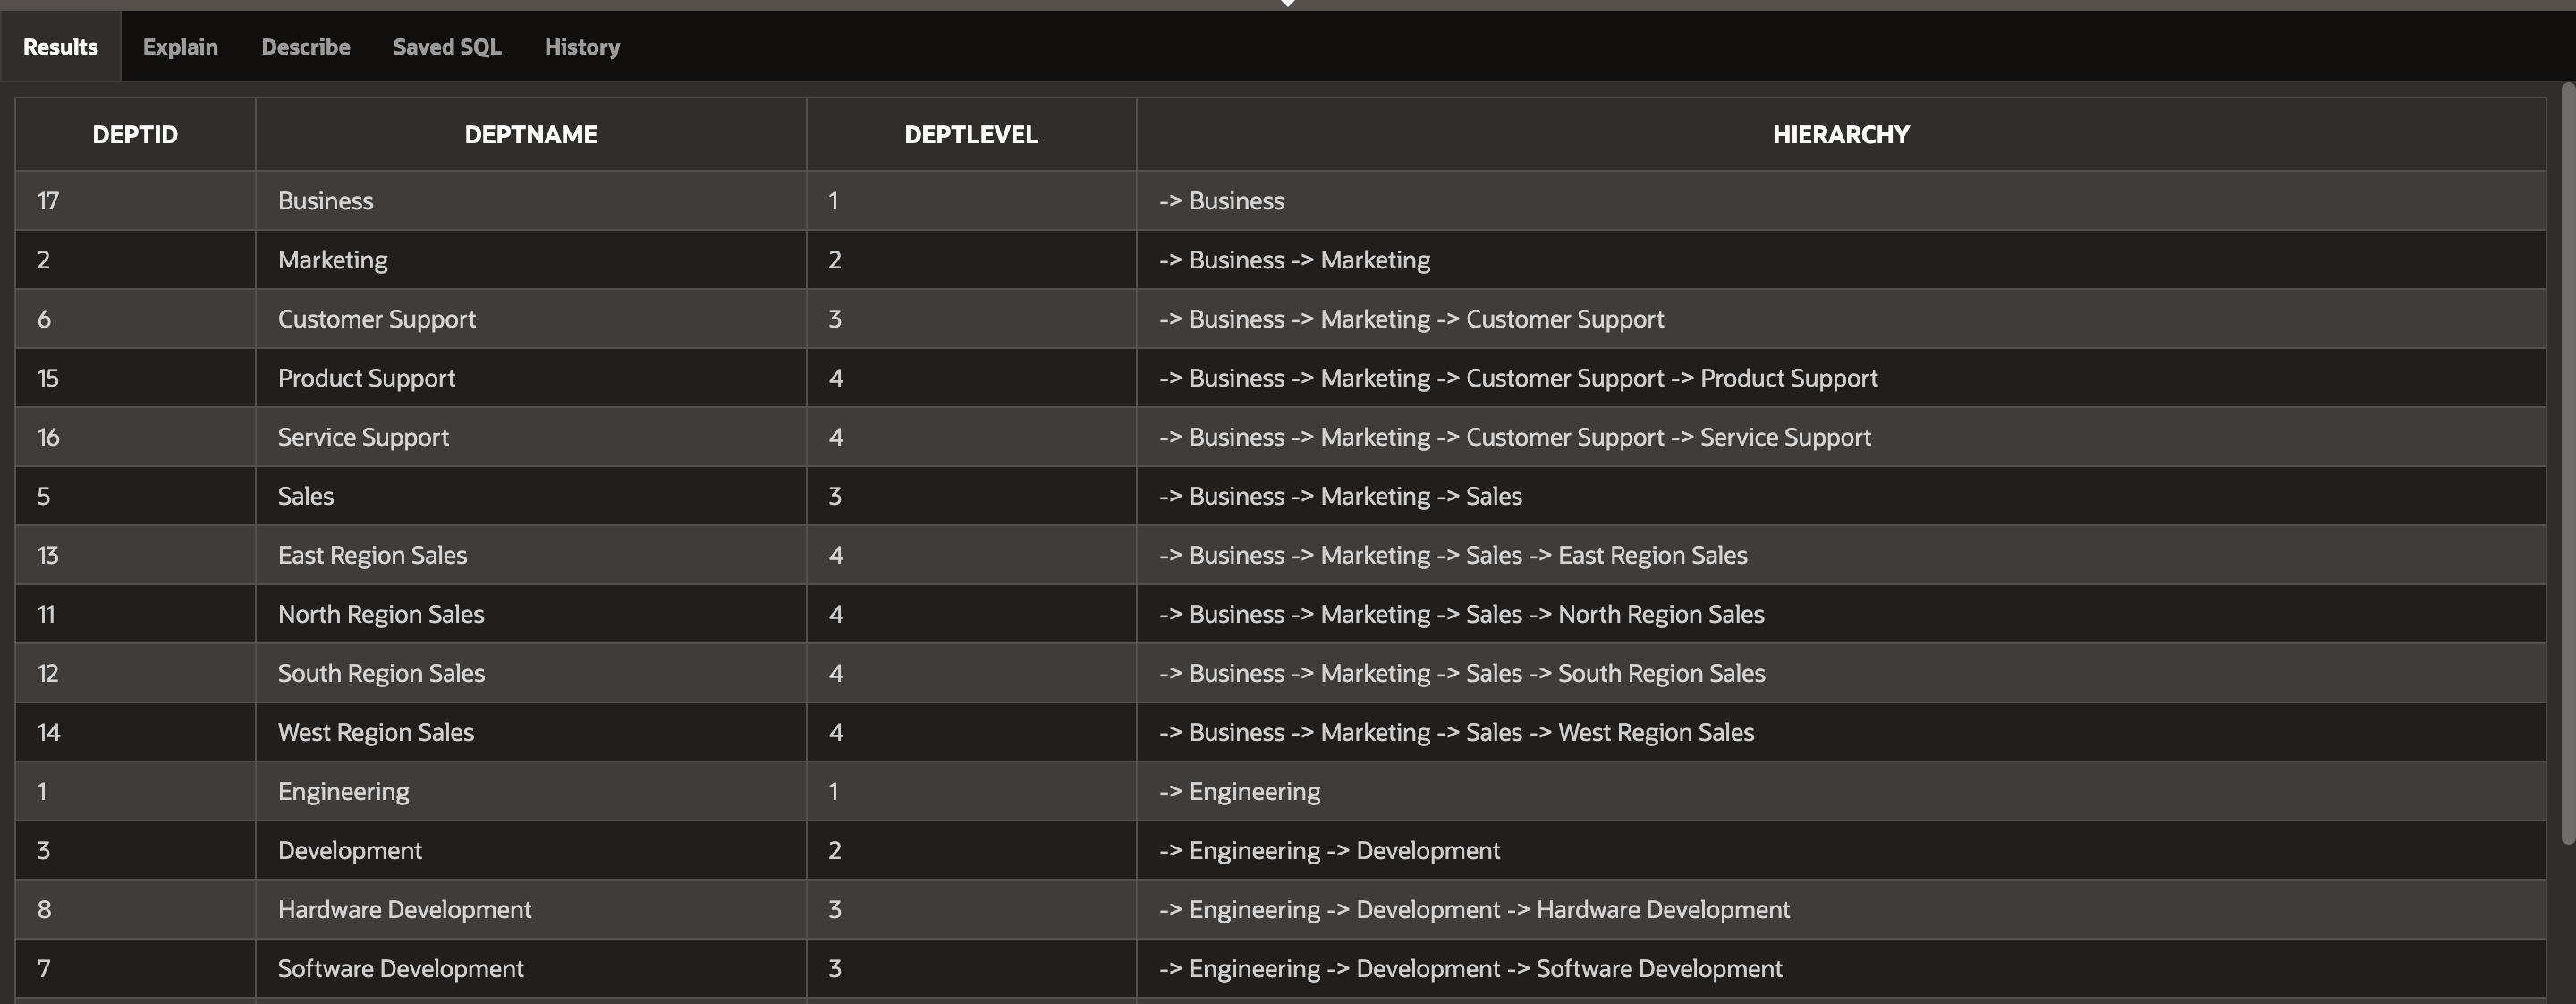 Results Explain Describe Saved SQL History
DEPTID DEPTNAME DEPTLEVEL HIERARCHY
17 Business 1 -> Business
2 Marketing 2 -> Business -> Marketing
6 Customer Support 3 -> Business -> Marketing -> Customer Support
15 Product Support 4 -> Business -> Marketing -> Customer Support -> Product Support
16 Service Support 4 -> Business -> Marketing -> Customer Support -> Service Support
5 Sales 3 -> Business -> Marketing -> Sales
13 East Region Sales 4 -> Business -> Marketing -> Sales -> East Region Sales
11 North Region Sales 4 -> Business -> Marketing -> Sales -> North Region Sales
12 South Region Sales 4 -> Business -> Marketing -> Sales -> South Region Sales
14 West Region Sales 4 -> Business -> Marketing -> Sales -> West Region Sales
1 Engineering 1 -> Engineering
3 Development 2 -> Engineering -> Development
8 Hardware Development 3 -> Engineering -> Development -> Hardware Development
7 Software Development 3 -> Engineering -> Development -> Software Development